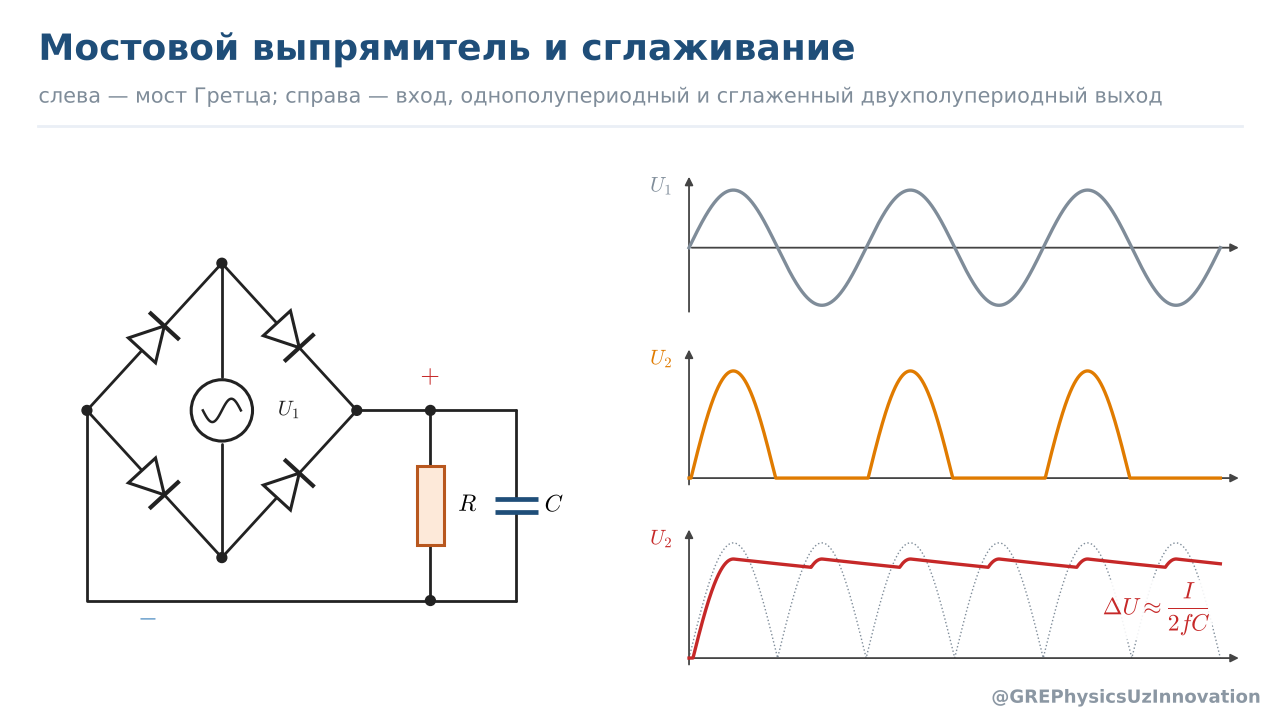 Мостовой выпрямитель и сглаживание
слева — мост Гретца; справа — вход, однополупериодный и сглаженный двухполупериодный выход
U₁
U₂
+
U₁
R
C
U₂
ΔU ≈ I / 2fC
−
@GREPhysicsUzInnovation